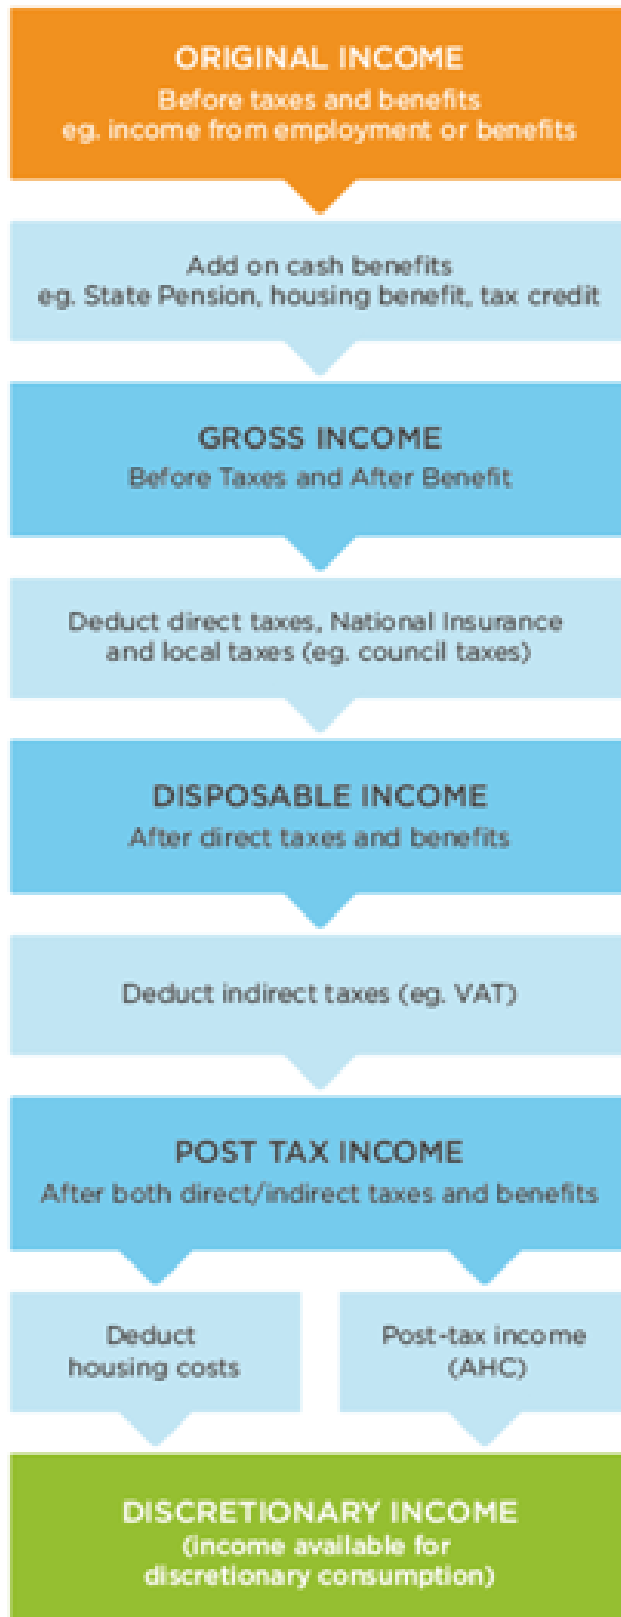 ORIGINAL INCOME
Before taxes and benefits
eg. income from employment or benefits
Add on cash benefits
eg. State Pension, housing benefit, tax credit
GROSS INCOME
Before Taxes and After Benefit
Deduct direct taxes, National Insurance
and local taxes (eg. council taxes)
DISPOSABLE INCOME
After direct taxes and benefits
Deduct indirect taxes (eg. VAT)
POST TAX INCOME
After both direct/indirect taxes and benefits
Deduct
housing costs
Post-tax income
(AHC)
DISCRETIONARY INCOME
(income available for
discretionary consumption)